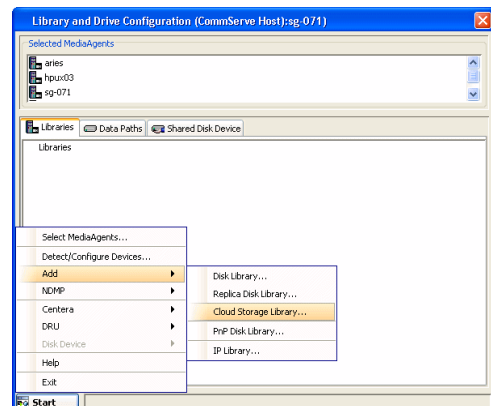 Library and Drive Configuration (CommServe Host):sg-071)
Selected MediaAgents
aries
hpux03
sg-071
Libraries
Data Paths
Shared Disk Device
Libraries
Select MediaAgents...
Detect/Configure Devices...
Add
NDMP
Centera
DRU
Disk Device
Help
Exit
Disk Library...
Replica Disk Library...
Cloud Storage Library...
PnP Disk Library...
IP Library...
Start